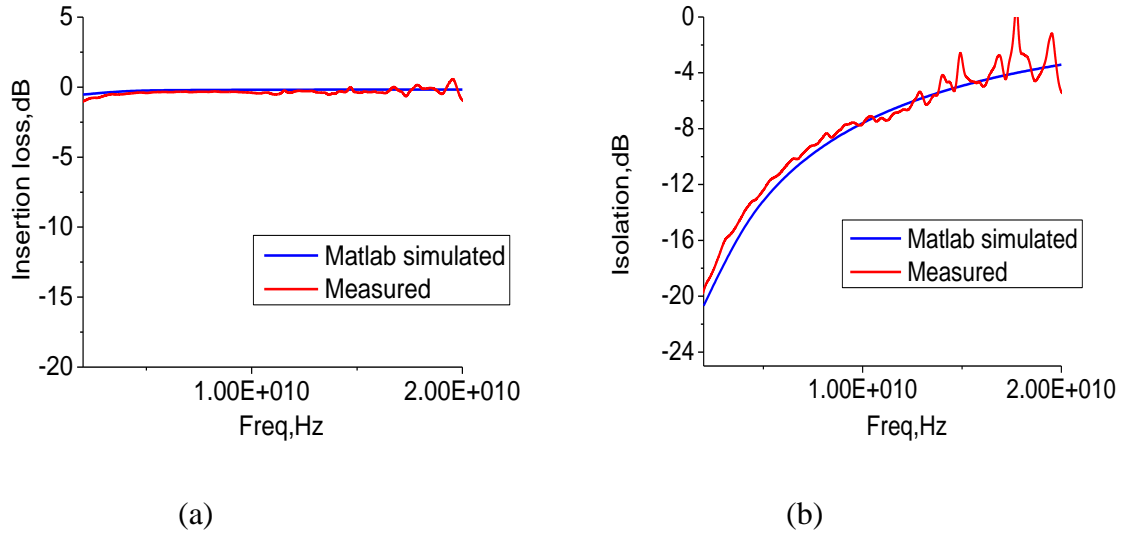 5
0
-5
-10
-15
-20
Insertion loss,dB
Matlab simulated
Measured
1.00E+010
2.00E+010
Freq,Hz
(a)
0
-4
-8
-12
-16
-20
-24
Isolation,dB
Matlab simulated
Measured
1.00E+010
2.00E+010
Freq,Hz
(b)